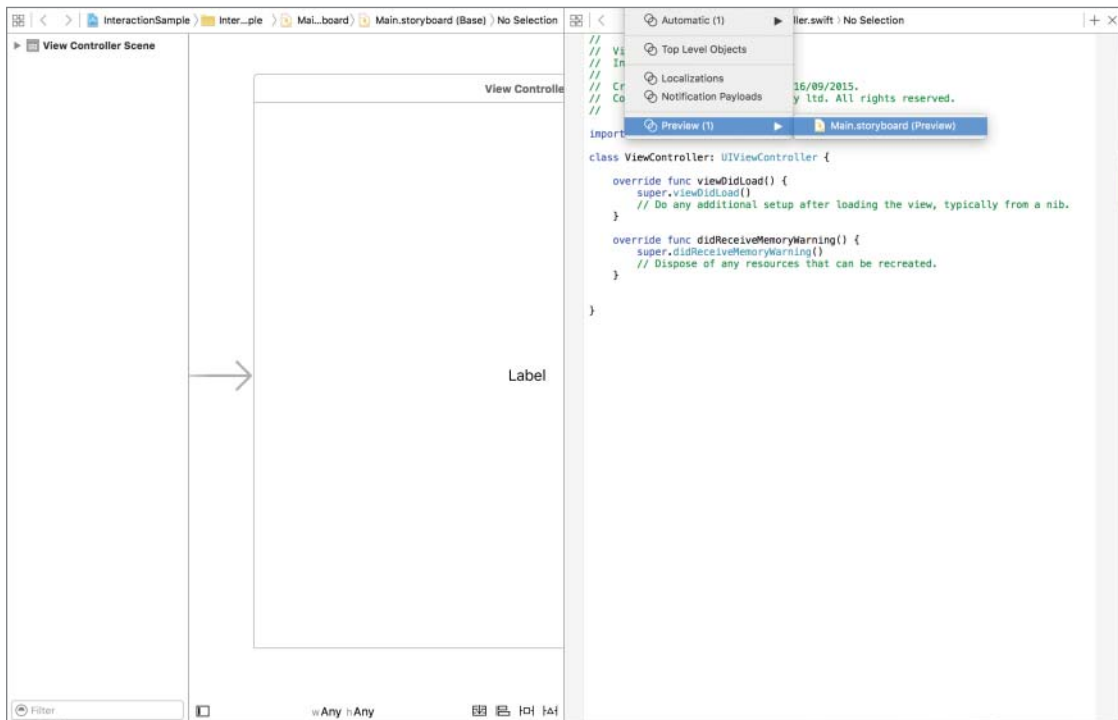 InteractionSample
Inter...ple
Mai...board
Main.storyboard (Base)
No Selection
View Controller Scene
View Controlle
Label
Filter
wAny hAny
ller.swift
No Selection
Automatic (1)
Top Level Objects
Localizations
Notification Payloads
Preview (1)
Main.storyboard (Preview)
//
// Vi
// In
//
// Cr 16/09/2015.
// Co y ltd. All rights reserved.
//
import
class ViewController: UIViewController {
override func viewDidLoad() {
super.viewDidLoad()
// Do any additional setup after loading the view, typically from a nib.
}
override func didReceiveMemoryWarning() {
super.didReceiveMemoryWarning()
// Dispose of any resources that can be recreated.
}
}